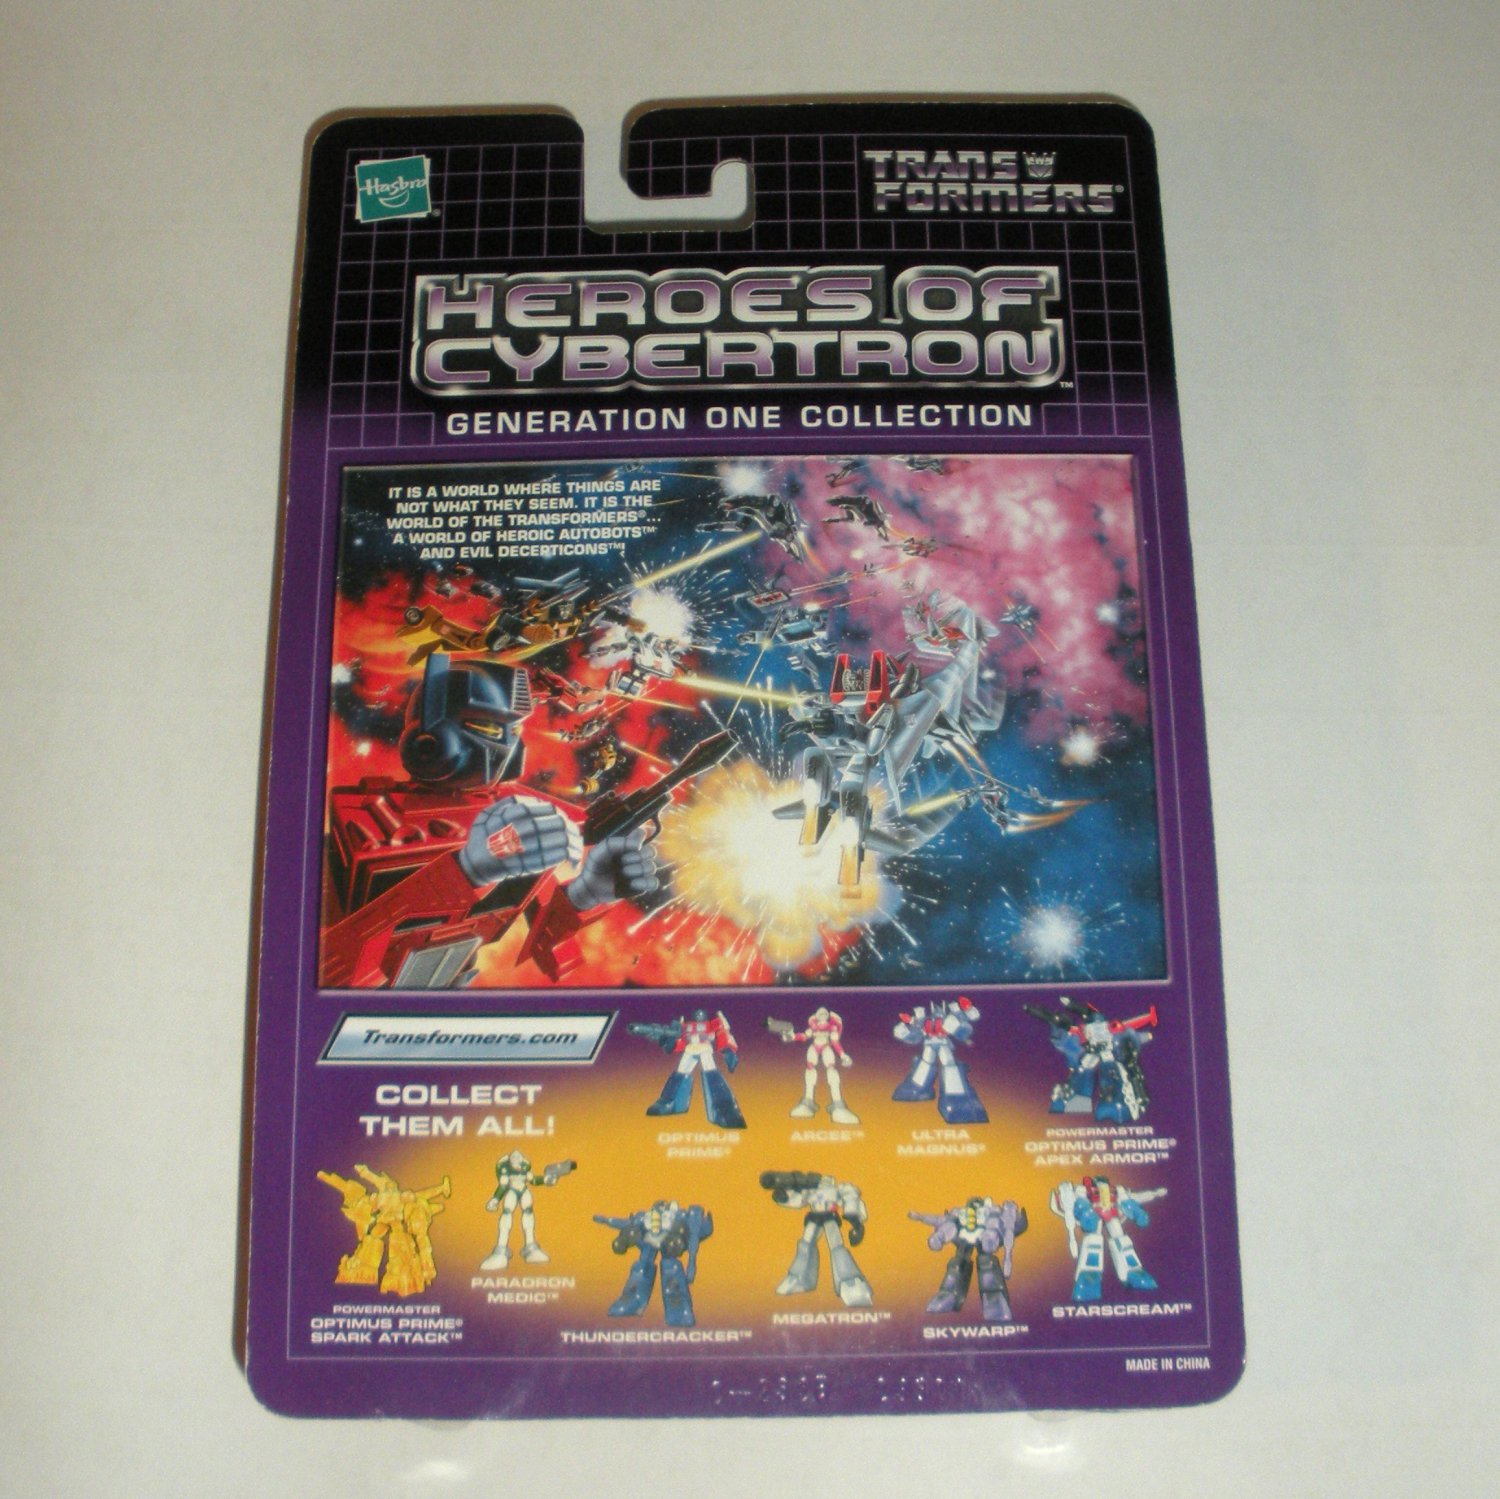 Hasbro®
TRANS
FORMERS®
HEROES OF
CYBERTRON™
GENERATION ONE COLLECTION
IT IS A WORLD WHERE THINGS ARE
NOT WHAT THEY SEEM. IT IS THE
WORLD OF THE TRANSFORMERS®...
A WORLD OF HEROIC AUTOBOTS™
AND EVIL DECEPTICONS™!
Transformers.com
COLLECT
THEM ALL!
OPTIMUS
PRIME®
ARCEE™
ULTRA
MAGNUS®
POWERMASTER
OPTIMUS PRIME®
APEX ARMOR™
POWERMASTER
OPTIMUS PRIME®
SPARK ATTACK™
PARADRON
MEDIC™
THUNDERCRACKER™
MEGATRON™
SKYWARP™
STARSCREAM™
MADE IN CHINA